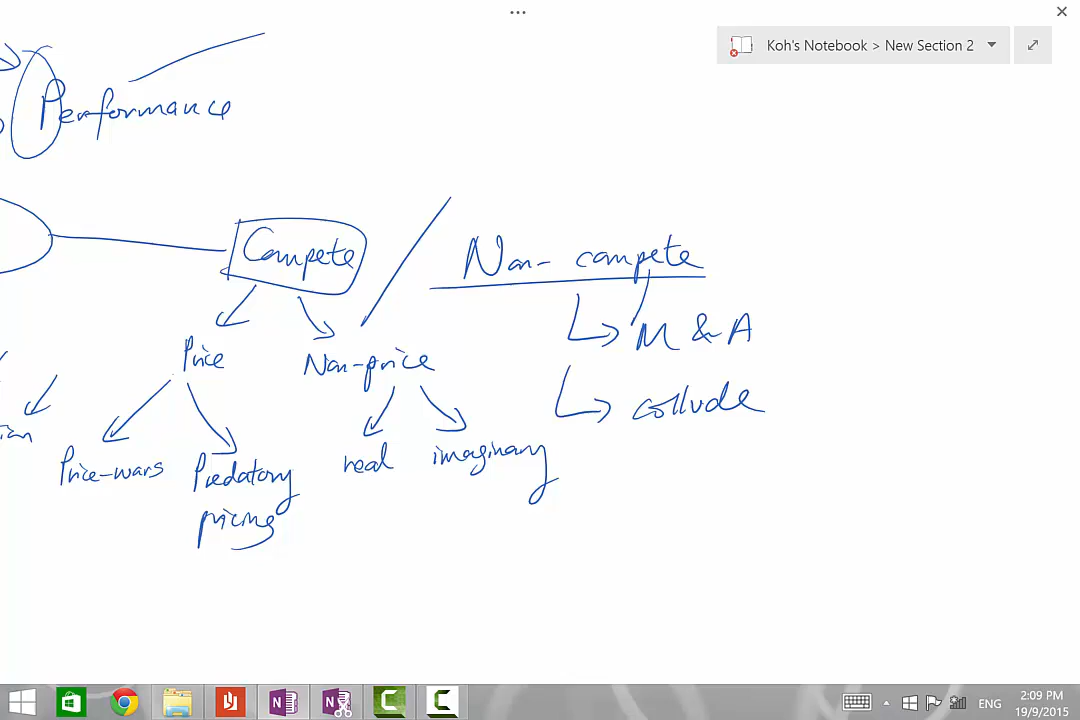 ...
Koh's Notebook > New Section 2
Performance
Compete
Non-compete
Price
Non-price
M & A
collude
Price-wars
Predatory
pricing
real
imaginary
ENG
2:09 PM
19/9/2015